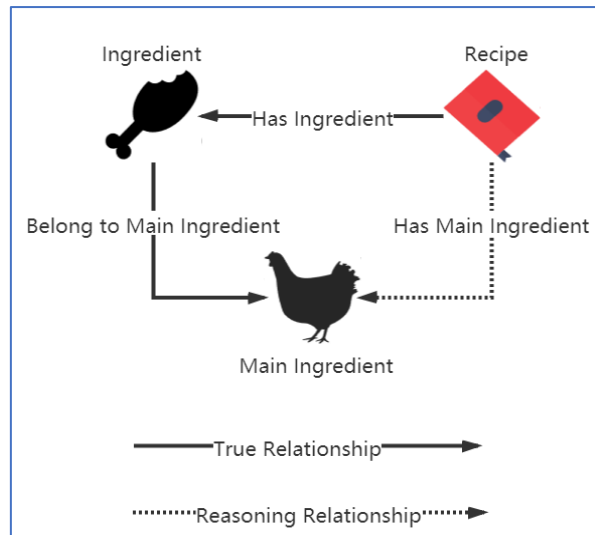 Ingredient
Recipe
Has Ingredient
Belong to Main Ingredient
Has Main Ingredient
Main Ingredient
True Relationship
Reasoning Relationship